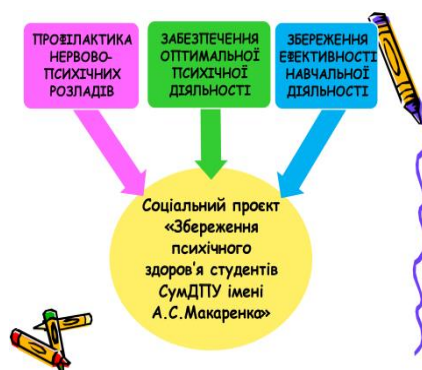 ПРОФІЛАКТИКА
НЕРВОВО-
ПСИХІЧНИХ
РОЗЛАДІВ
ЗАБЕЗПЕЧЕННЯ
ОПТИМАЛЬНОЇ
ПСИХІЧНОЇ
ДІЯЛЬНОСТІ
ЗБЕРЕЖЕННЯ
ЕФЕКТИВНОСТІ
НАВЧАЛЬНОЇ
ДІЯЛЬНОСТІ
Соціальний проєкт
«Збереження
психічного
здоров'я студентів
СумДПУ імені
А.С.Макаренка»